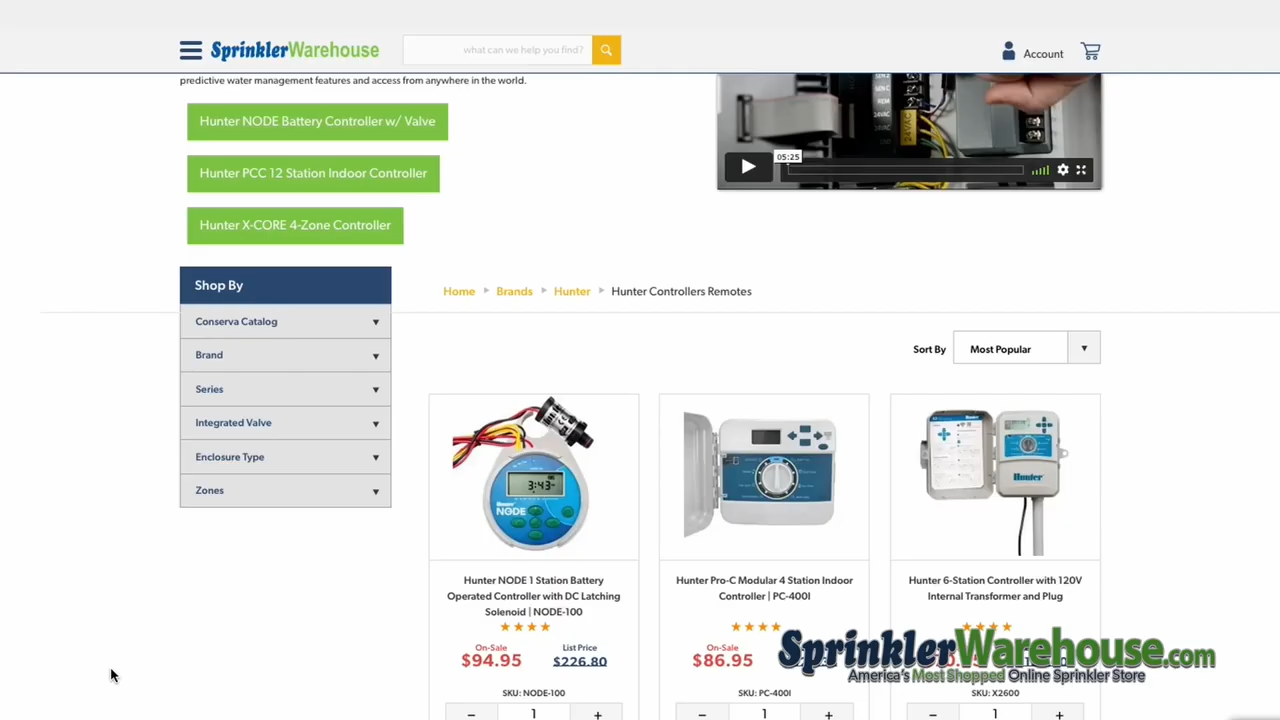 SprinklerWarehouse
what can we help you find?
Account
predictive water management features and access from anywhere in the world.
Hunter NODE Battery Controller w/ Valve
Hunter PCC 12 Station Indoor Controller
Hunter X-CORE 4-Zone Controller
REM
24VAC
05:25
Shop By
Conserva Catalog
Brand
Series
Integrated Valve
Enclosure Type
Zones
Home Brands Hunter Hunter Controllers Remotes
Sort By Most Popular
3:43
NODE
Hunter
Hunter NODE 1 Station Battery
Operated Controller with DC Latching
Solenoid | NODE-100
On-Sale List Price
$94.95 $226.80
SKU: NODE-100
− 1 +
Hunter Pro-C Modular 4 Station Indoor
Controller | PC-400I
On-Sale
$86.95
SKU: PC-400I
− 1 +
Hunter 6-Station Controller with 120V
Internal Transformer and Plug
SKU: X2600
− 1 +
SprinklerWarehouse.com
America's Most Shopped Online Sprinkler Store